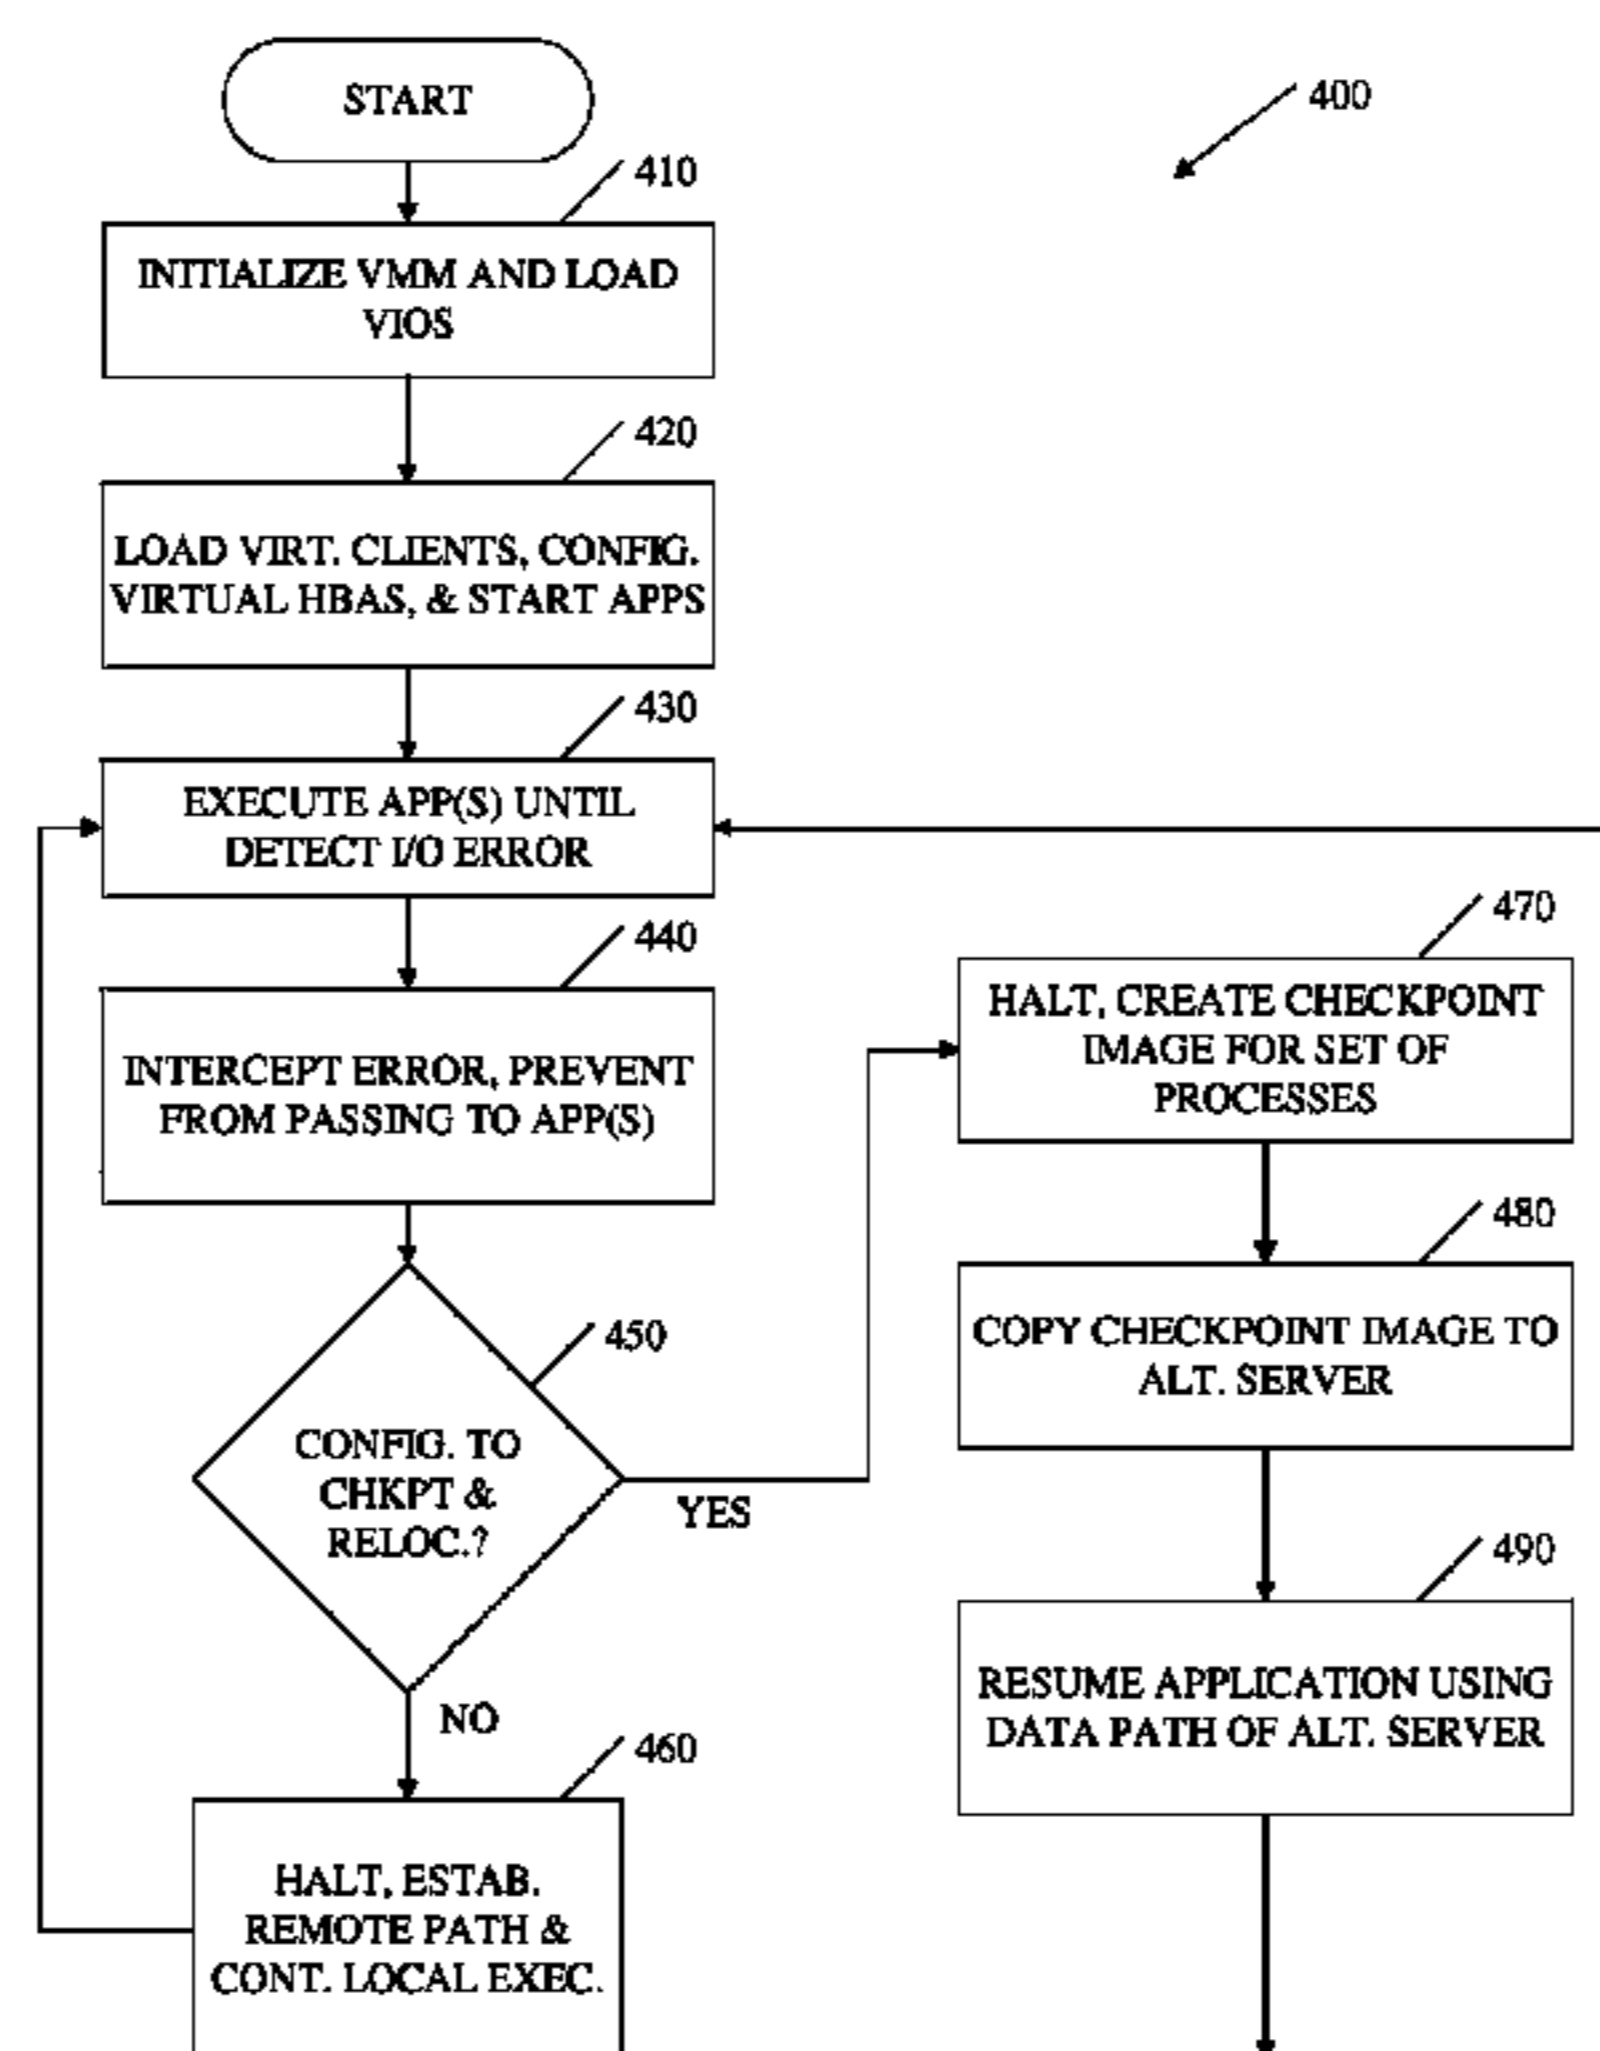 START
400
410
INITIALIZE VMM AND LOAD
VIOS
420
LOAD VIRT. CLIENTS, CONFIG.
VIRTUAL HBAS, & START APPS
430
EXECUTE APP(S) UNTIL
DETECT I/O ERROR
440
INTERCEPT ERROR, PREVENT
FROM PASSING TO APP(S)
450
CONFIG. TO
CHKPT &
RELOC.?
YES
NO
460
HALT, ESTAB.
REMOTE PATH &
CONT. LOCAL EXEC.
470
HALT, CREATE CHECKPOINT
IMAGE FOR SET OF
PROCESSES
480
COPY CHECKPOINT IMAGE TO
ALT. SERVER
490
RESUME APPLICATION USING
DATA PATH OF ALT. SERVER